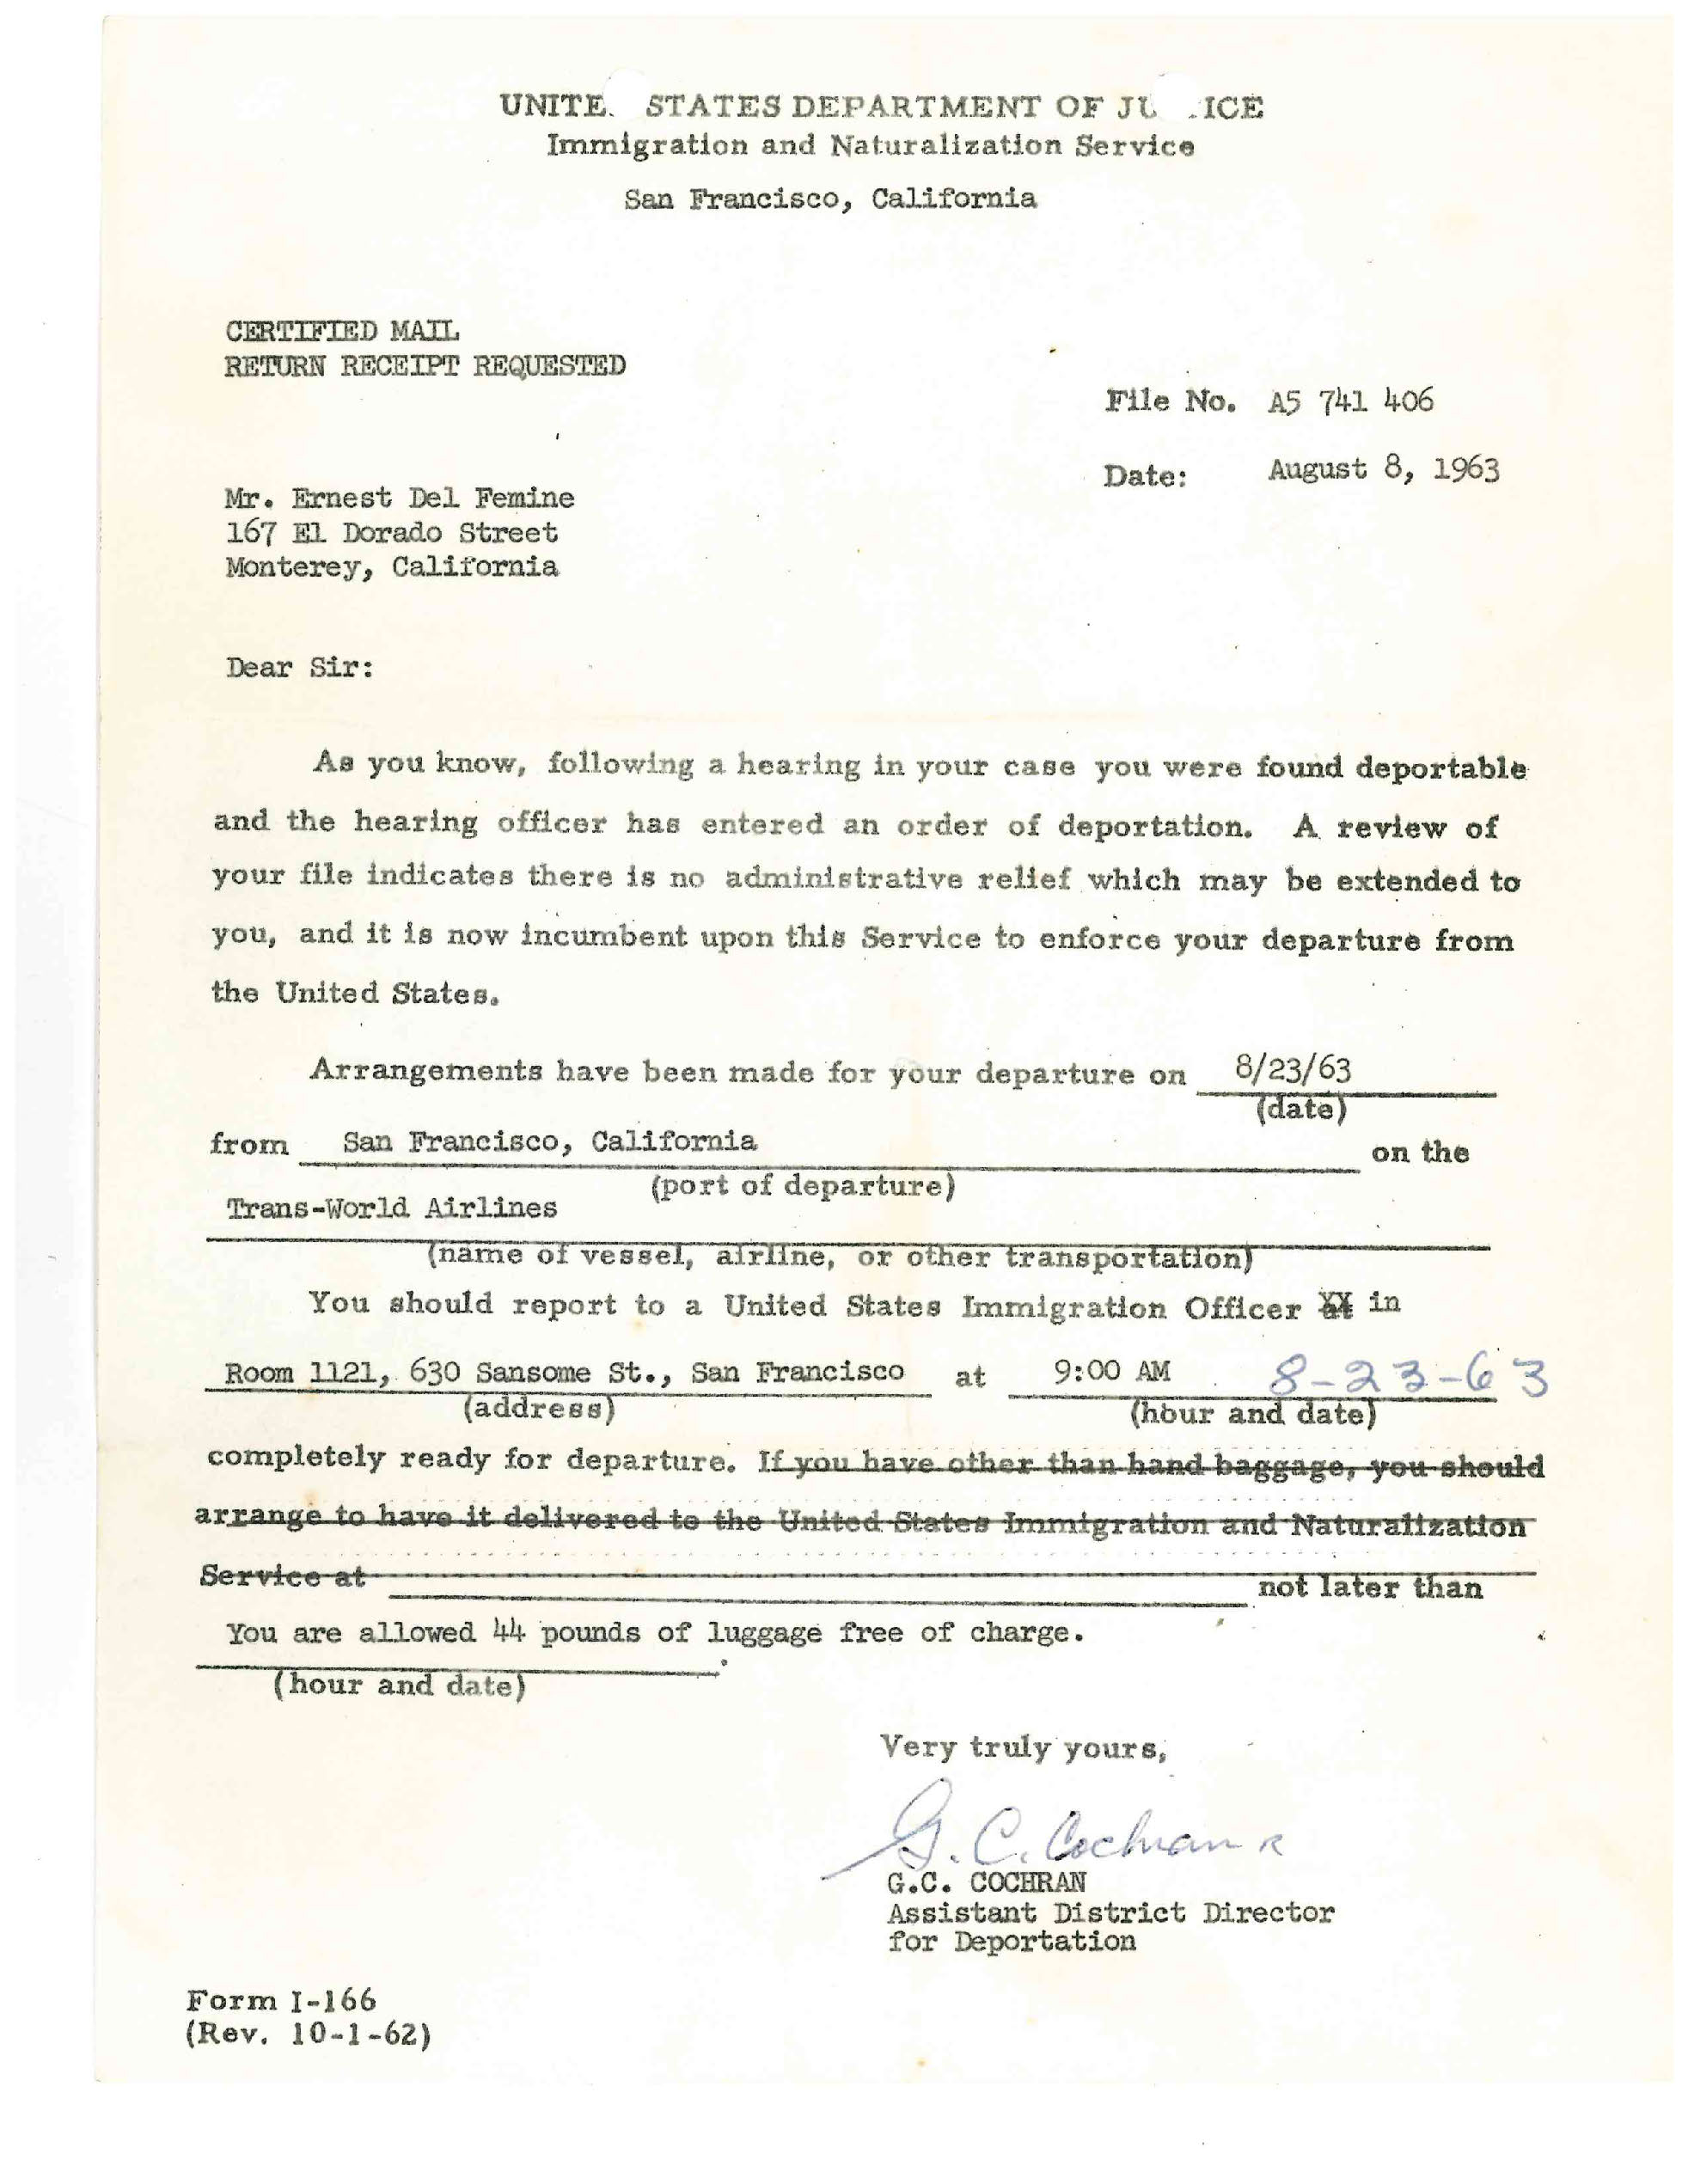 UNITE STATES DEPARTMENT OF JU ICE
Immigration and Naturalization Service
San Francisco, California
CERTIFIED MAIL
RETURN RECEIPT REQUESTED
File No. A5 741 406
Date: August 8, 1963
Mr. Ernest Del Femine
167 El Dorado Street
Monterey, California
Dear Sir:
As you know, following a hearing in your case you were found deportable
and the hearing officer has entered an order of deportation. A review of
your file indicates there is no administrative relief which may be extended to
you, and it is now incumbent upon this Service to enforce your departure from
the United States.
Arrangements have been made for your departure on 8/23/63
(date)
from San Francisco, California on the
(port of departure)
Trans-World Airlines
(name of vessel, airline, or other transportation)
You should report to a United States Immigration Officer at in
Room 1121, 630 Sansome St., San Francisco at 9:00 AM 8-23-63
(address) (hour and date)
completely ready for departure. If you have other than hand baggage, you should
arrange to have it delivered to the United States Immigration and Naturalization
Service at not later than
You are allowed 44 pounds of luggage free of charge.
(hour and date)
Very truly yours,
G. C. Cochran
G.C. COCHRAN
Assistant District Director
for Deportation
Form I-166
(Rev. 10-1-62)